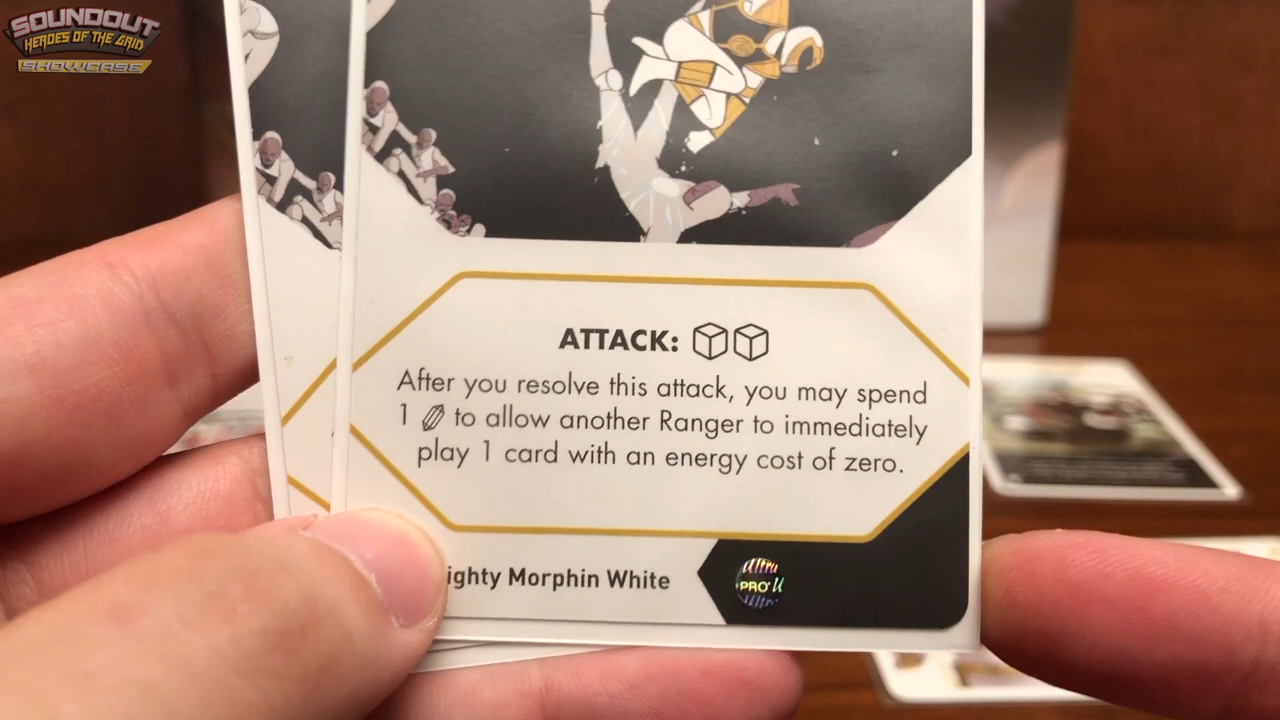 SOUNDOUT
HEROES OF THE GRID
SHOWCASE
ATTACK:
After you resolve this attack, you may spend
1 to allow another Ranger to immediately
play 1 card with an energy cost of zero.
ighty Morphin White
Ultra
PRO U
Ultra